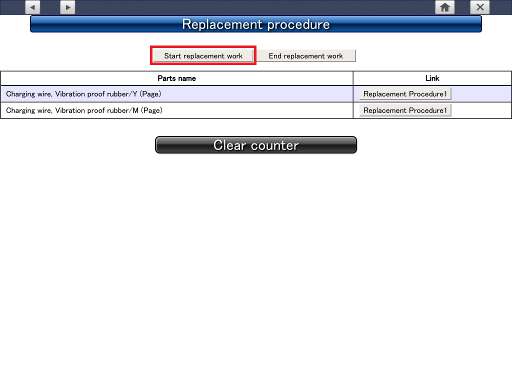 Replacement procedure
Start replacement work End replacement work
Parts name Link
Charging wire, Vibration proof rubber/Y (Page) Replacement Procedure1
Charging wire, Vibration proof rubber/M (Page) Replacement Procedure1
Clear counter